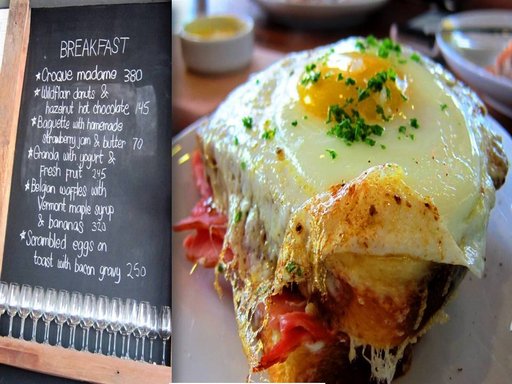 BREAKFAST
★Croque madame 380
★Wildflour donuts &
hazelnut hot chocolate 145
★Baguette with homemade
strawberry jam & butter 70
★Granola with yogurt &
Fresh fruit 245
★Belgian waffles with
Vermont maple syrup
& bananas 320
★Scrambled eggs on
toast with bacon gravy 250